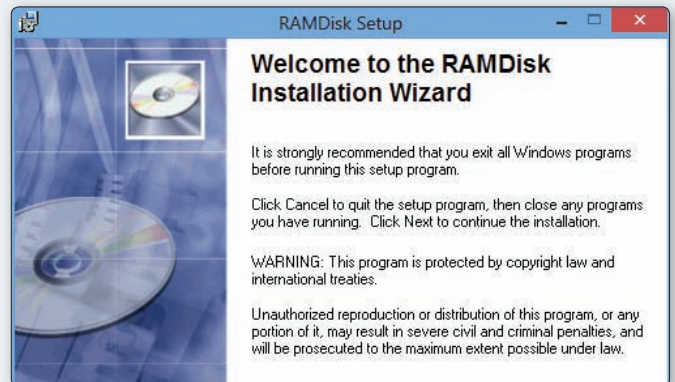 RAMDisk Setup
Welcome to the RAMDisk
Installation Wizard
It is strongly recommended that you exit all Windows programs
before running this setup program.
Click Cancel to quit the setup program, then close any programs
you have running. Click Next to continue the installation.
WARNING: This program is protected by copyright law and
international treaties.
Unauthorized reproduction or distribution of this program, or any
portion of it, may result in severe civil and criminal penalties, and
will be prosecuted to the maximum extent possible under law.